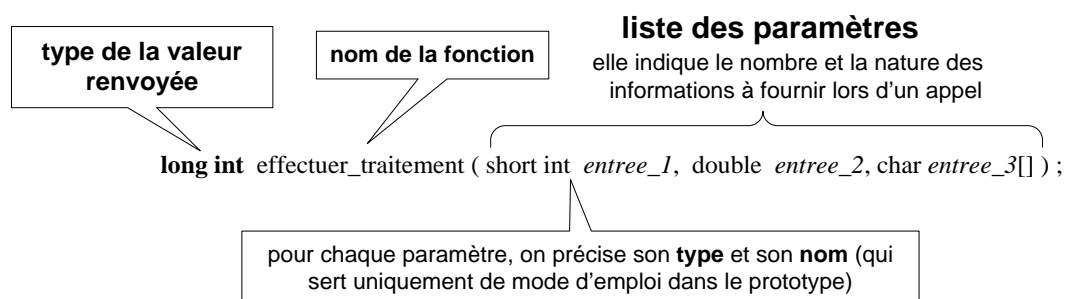 type de la valeur
renvoyée
nom de la fonction
liste des paramètres
elle indique le nombre et la nature des
informations à fournir lors d'un appel
long int effectuer_traitement ( short int entree_1, double entree_2, char entree_3[] ) ;
pour chaque paramètre, on précise son type et son nom (qui
sert uniquement de mode d'emploi dans le prototype)